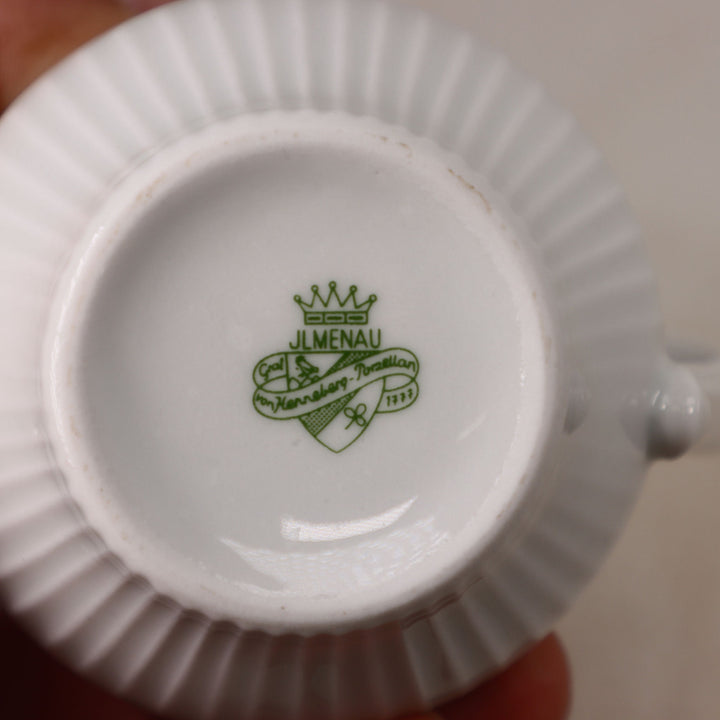 JLMENAU
Graf
von Henneberg-Porzellan
1777